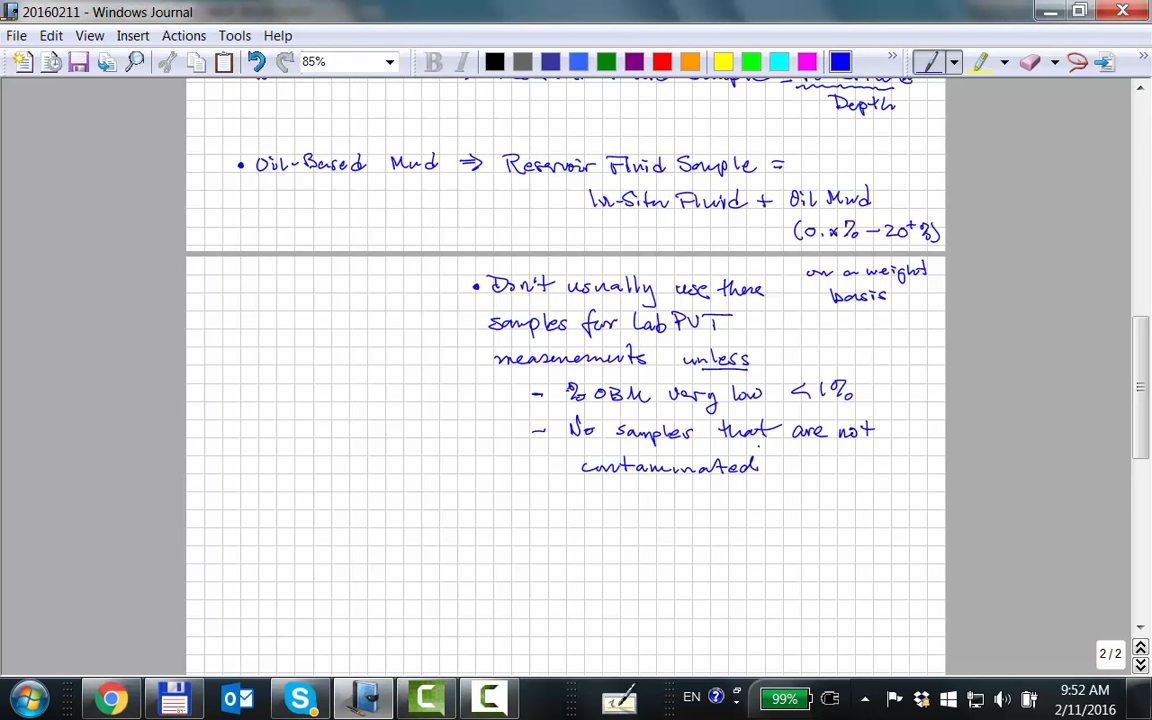 20160211 - Windows Journal
File Edit View Insert Actions Tools Help
85%
Depth
• Oil-Based Mud ⇒ Reservoir Fluid Sample =
In-Situ Fluid + Oil Mud
(0.x% - 20+%)
on a weight
basis
• Don't usually use these
samples for Lab PVT
measurements unless
- % OBM very low < 1%
- No samples that are not
contaminated
2/2
EN
99%
9:52 AM
2/11/2016